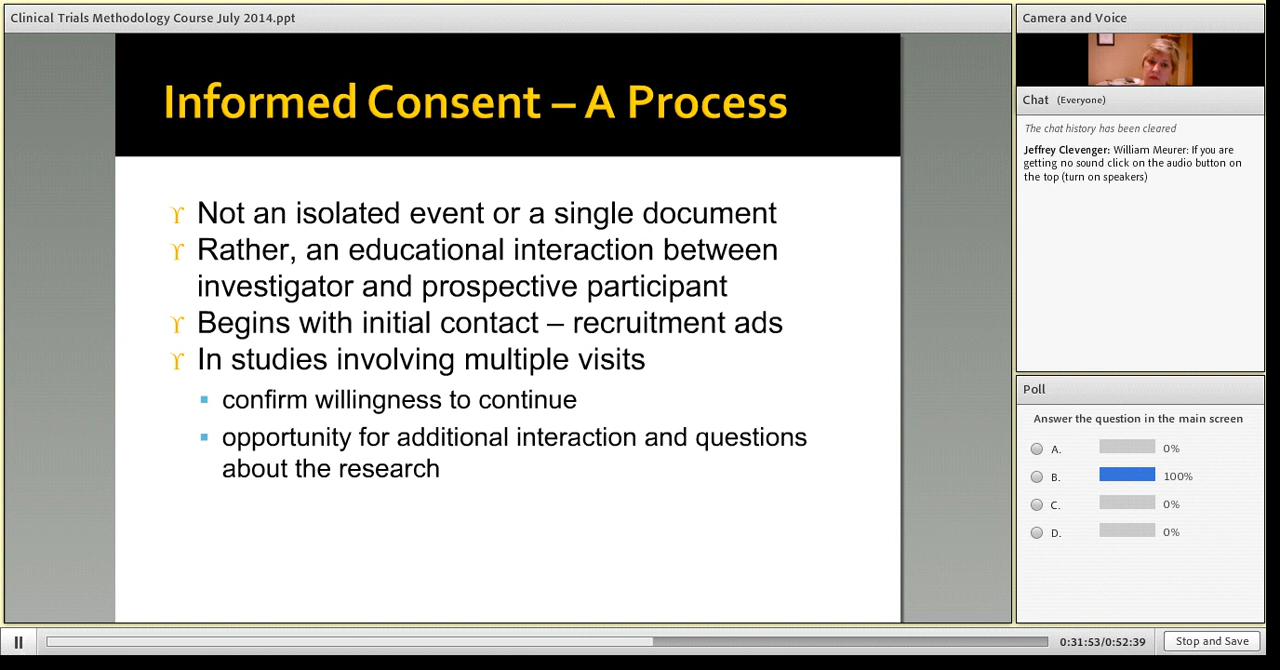 Clinical Trials Methodology Course July 2014.ppt
Informed Consent – A Process
Not an isolated event or a single document
Rather, an educational interaction between
investigator and prospective participant
Begins with initial contact – recruitment ads
In studies involving multiple visits
confirm willingness to continue
opportunity for additional interaction and questions
about the research
Camera and Voice
Chat (Everyone)
The chat history has been cleared
Jeffrey Clevenger: William Meurer: If you are
getting no sound click on the audio button on
the top (turn on speakers)
Poll
Answer the question in the main screen
A. 0%
B. 100%
C. 0%
D. 0%
0:31:53/0:52:39
Stop and Save